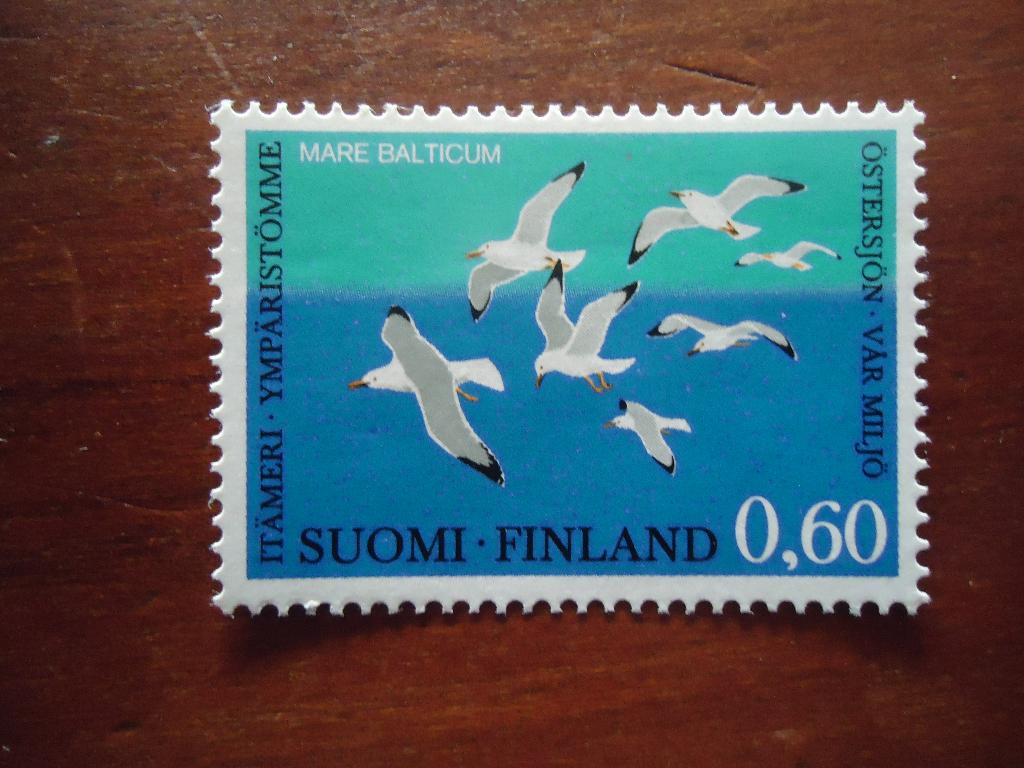 MARE BALTICUM
ITÄMERI · YMPÄRISTÖMME
ÖSTERSJÖN · VÅR MILJÖ
SUOMI · FINLAND 0,60